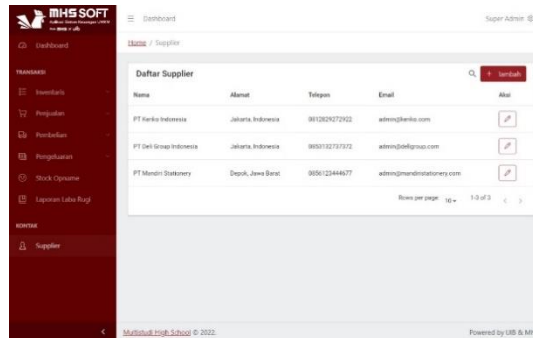 MHS SOFT
Dashboard
Super Admin
Home / Supplier
Dashboard
TRANSAKSI
Inventaris
Penjualan
Pembelian
Pengeluaran
Stock Opname
Laporan Laba Rugi
KONTAK
Supplier
Daftar Supplier
+ Tambah
Nama Alamat Telepon Email Aksi
PT Kenko Indonesia Jakarta, Indonesia 0812829272922 admin@kenko.com
PT Deli Group Indonesia Jakarta, Indonesia 0853132737372 admin@deligroup.com
PT Mandiri Stationery Depok, Jawa Barat 0856123444677 admin@mandiristationery.com
Rows per page: 10 1-3 of 3
Multistudi High School © 2022.
Powered by UIB & MH